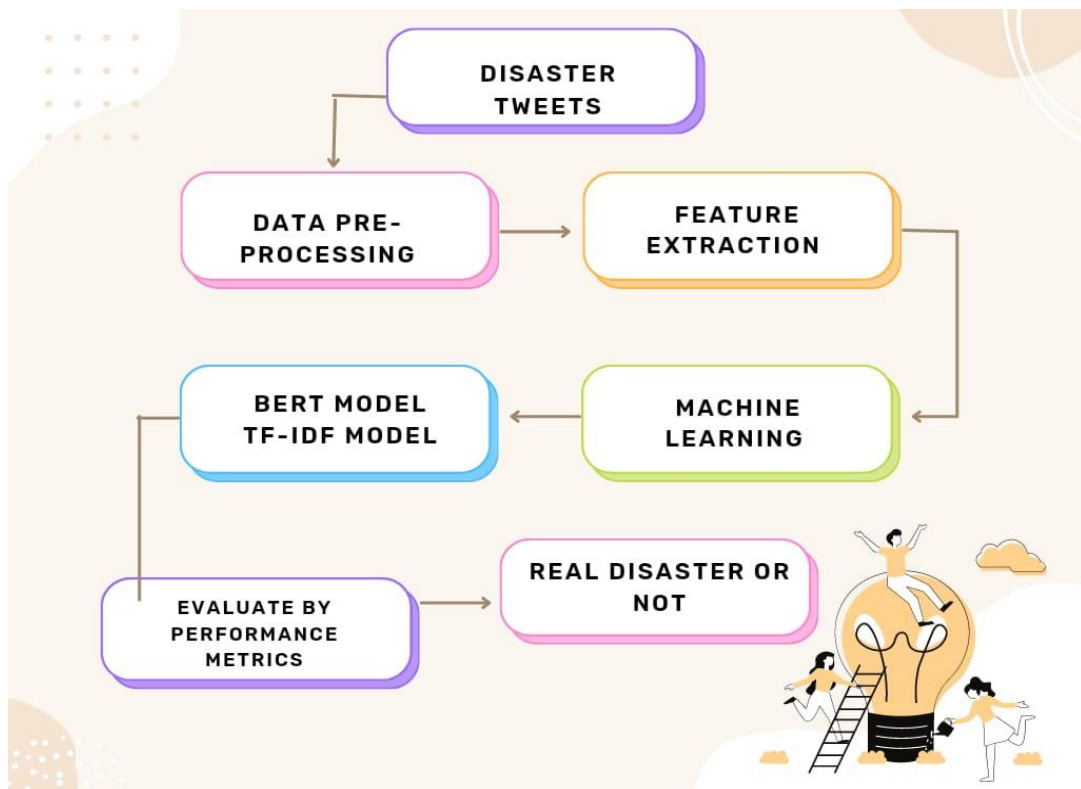 DISASTER
TWEETS
DATA PRE-
PROCESSING
FEATURE
EXTRACTION
MACHINE
LEARNING
BERT MODEL
TF-IDF MODEL
EVALUATE BY
PERFORMANCE
METRICS
REAL DISASTER OR
NOT